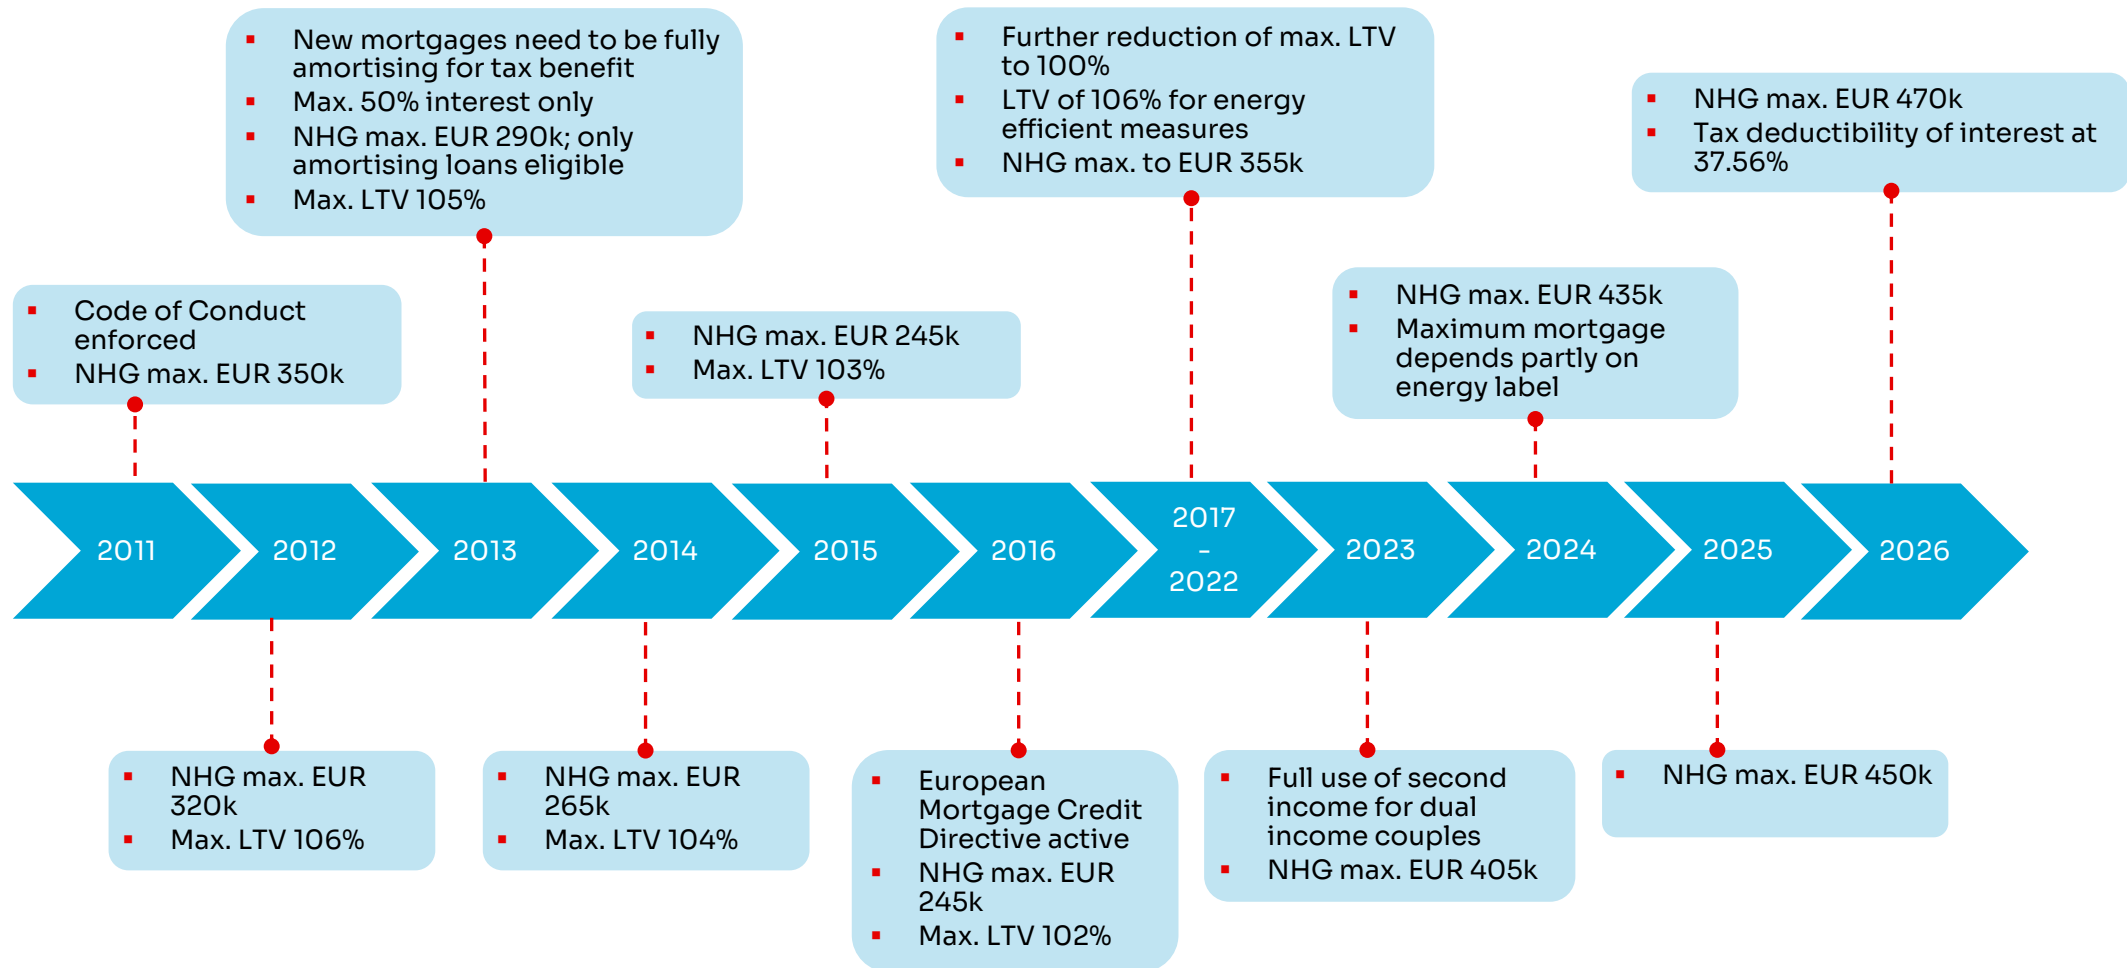 New mortgages need to be fully
amortising for tax benefit
Max. 50% interest only
NHG max. EUR 290k; only
amortising loans eligible
Max. LTV 105%
Further reduction of max. LTV
to 100%
LTV of 106% for energy
efficient measures
NHG max. to EUR 355k
NHG max. EUR 470k
Tax deductibility of interest at
37.56%
Code of Conduct
enforced
NHG max. EUR 350k
NHG max. EUR 245k
Max. LTV 103%
NHG max. EUR 435k
Maximum mortgage
depends partly on
energy label
2011
2012
2013
2014
2015
2016
2017
-
2022
2023
2024
2025
2026
NHG max. EUR
320k
Max. LTV 106%
NHG max. EUR
265k
Max. LTV 104%
European
Mortgage Credit
Directive active
NHG max. EUR
245k
Max. LTV 102%
Full use of second
income for dual
income couples
NHG max. EUR 405k
NHG max. EUR 450k